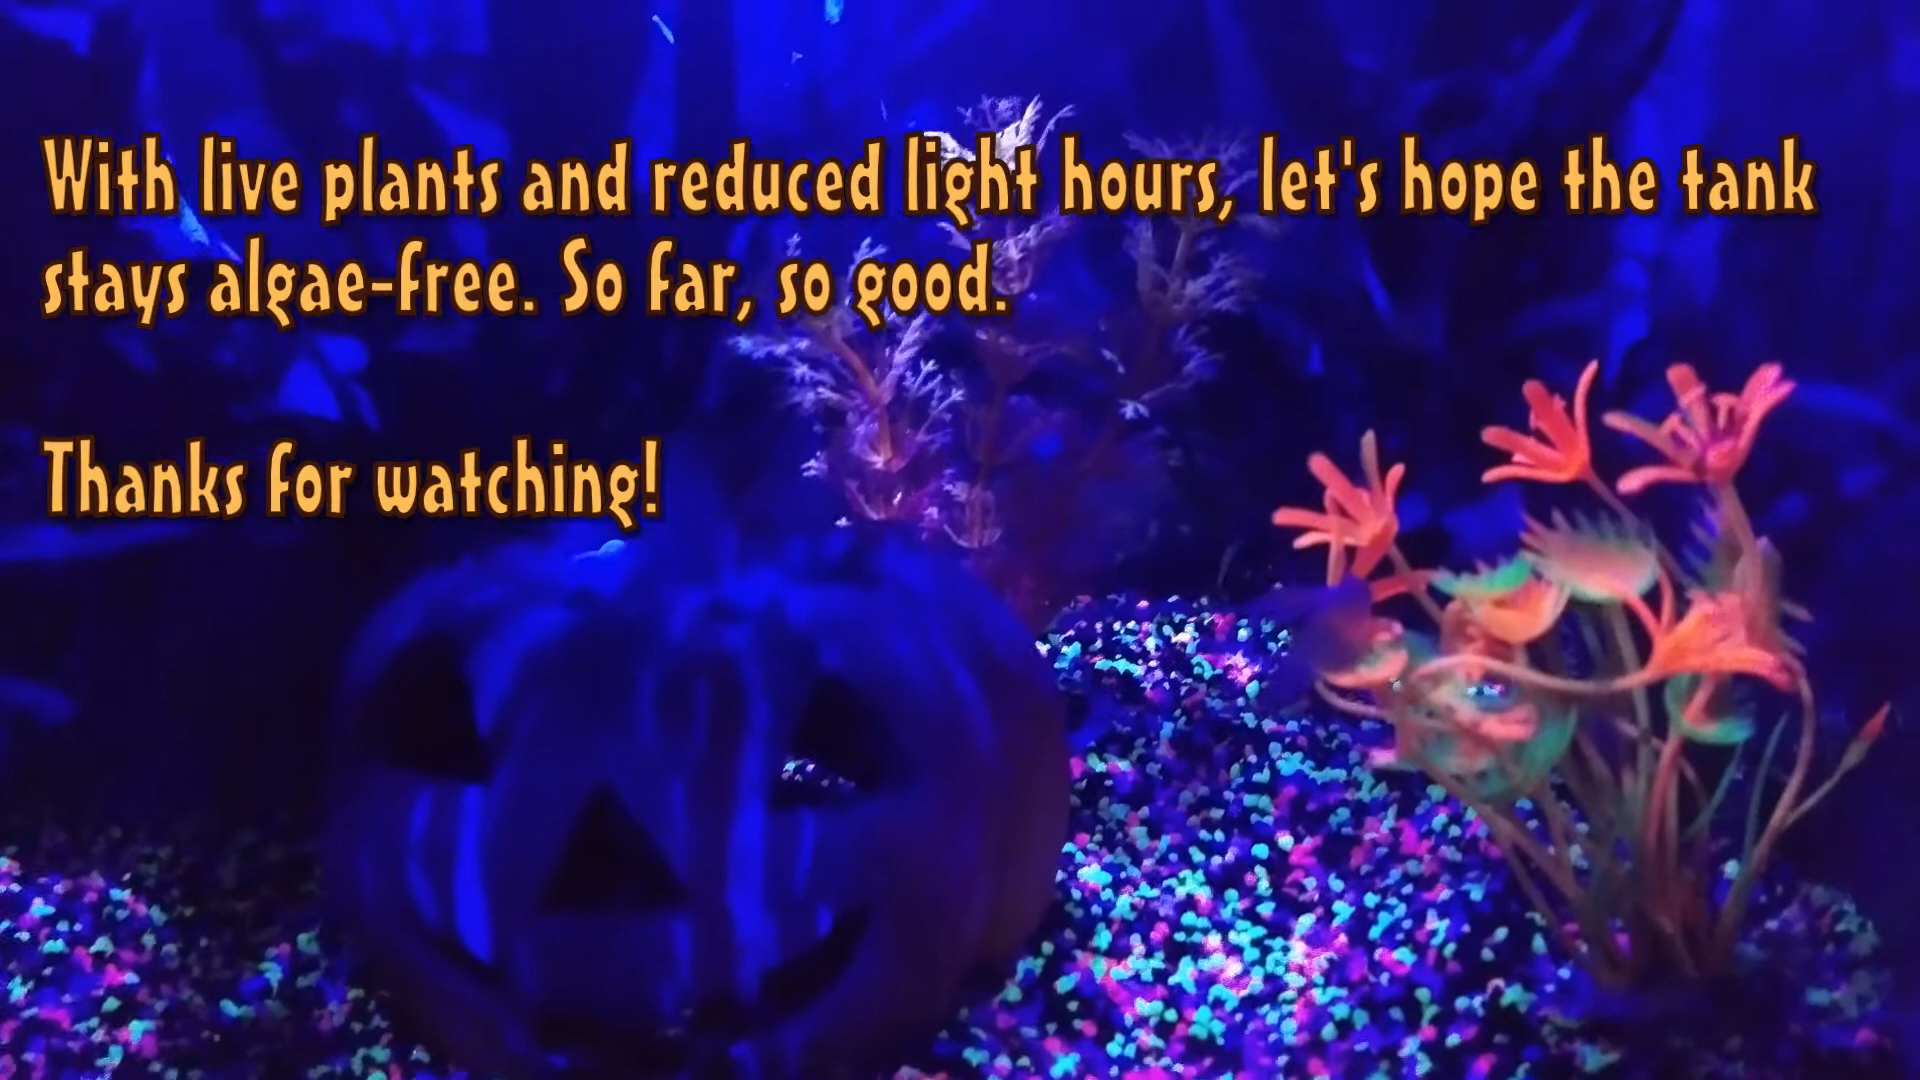 With live plants and reduced light hours, let's hope the tank
stays algae-free. So far, so good.
Thanks for watching!